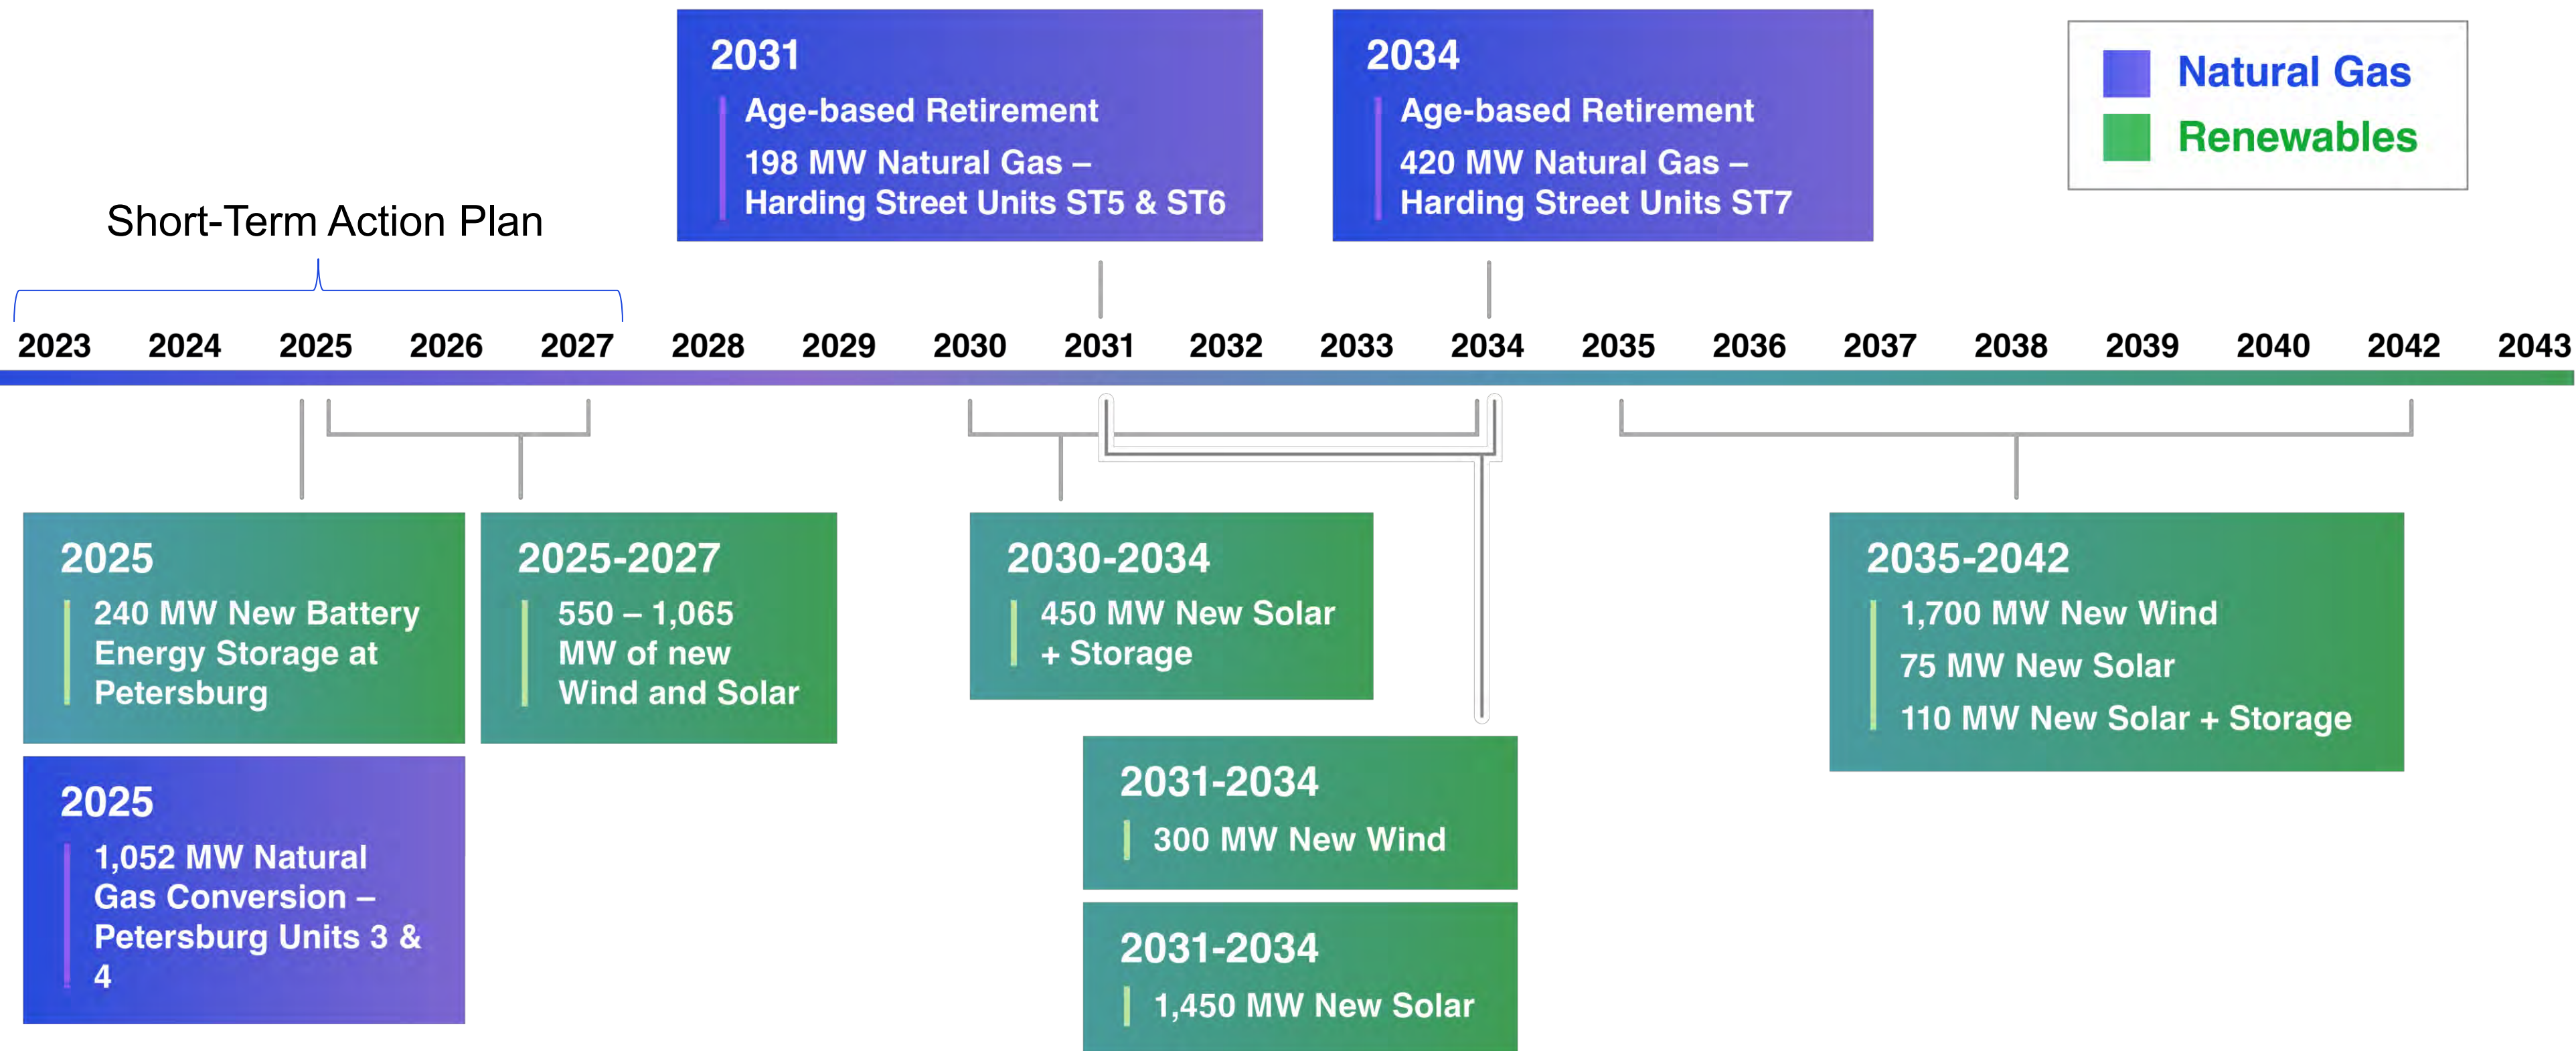 2031
Age-based Retirement
198 MW Natural Gas –
Harding Street Units ST5 & ST6
2034
Age-based Retirement
420 MW Natural Gas –
Harding Street Units ST7
Natural Gas
Renewables
Short-Term Action Plan
2023 2024 2025 2026 2027 2028 2029 2030 2031 2032 2033 2034 2035 2036 2037 2038 2039 2040 2042 2043
2025
240 MW New Battery
Energy Storage at
Petersburg
2025-2027
550 – 1,065
MW of new
Wind and Solar
2030-2034
450 MW New Solar
+ Storage
2035-2042
1,700 MW New Wind
75 MW New Solar
110 MW New Solar + Storage
2025
1,052 MW Natural
Gas Conversion –
Petersburg Units 3 &
4
2031-2034
300 MW New Wind
2031-2034
1,450 MW New Solar